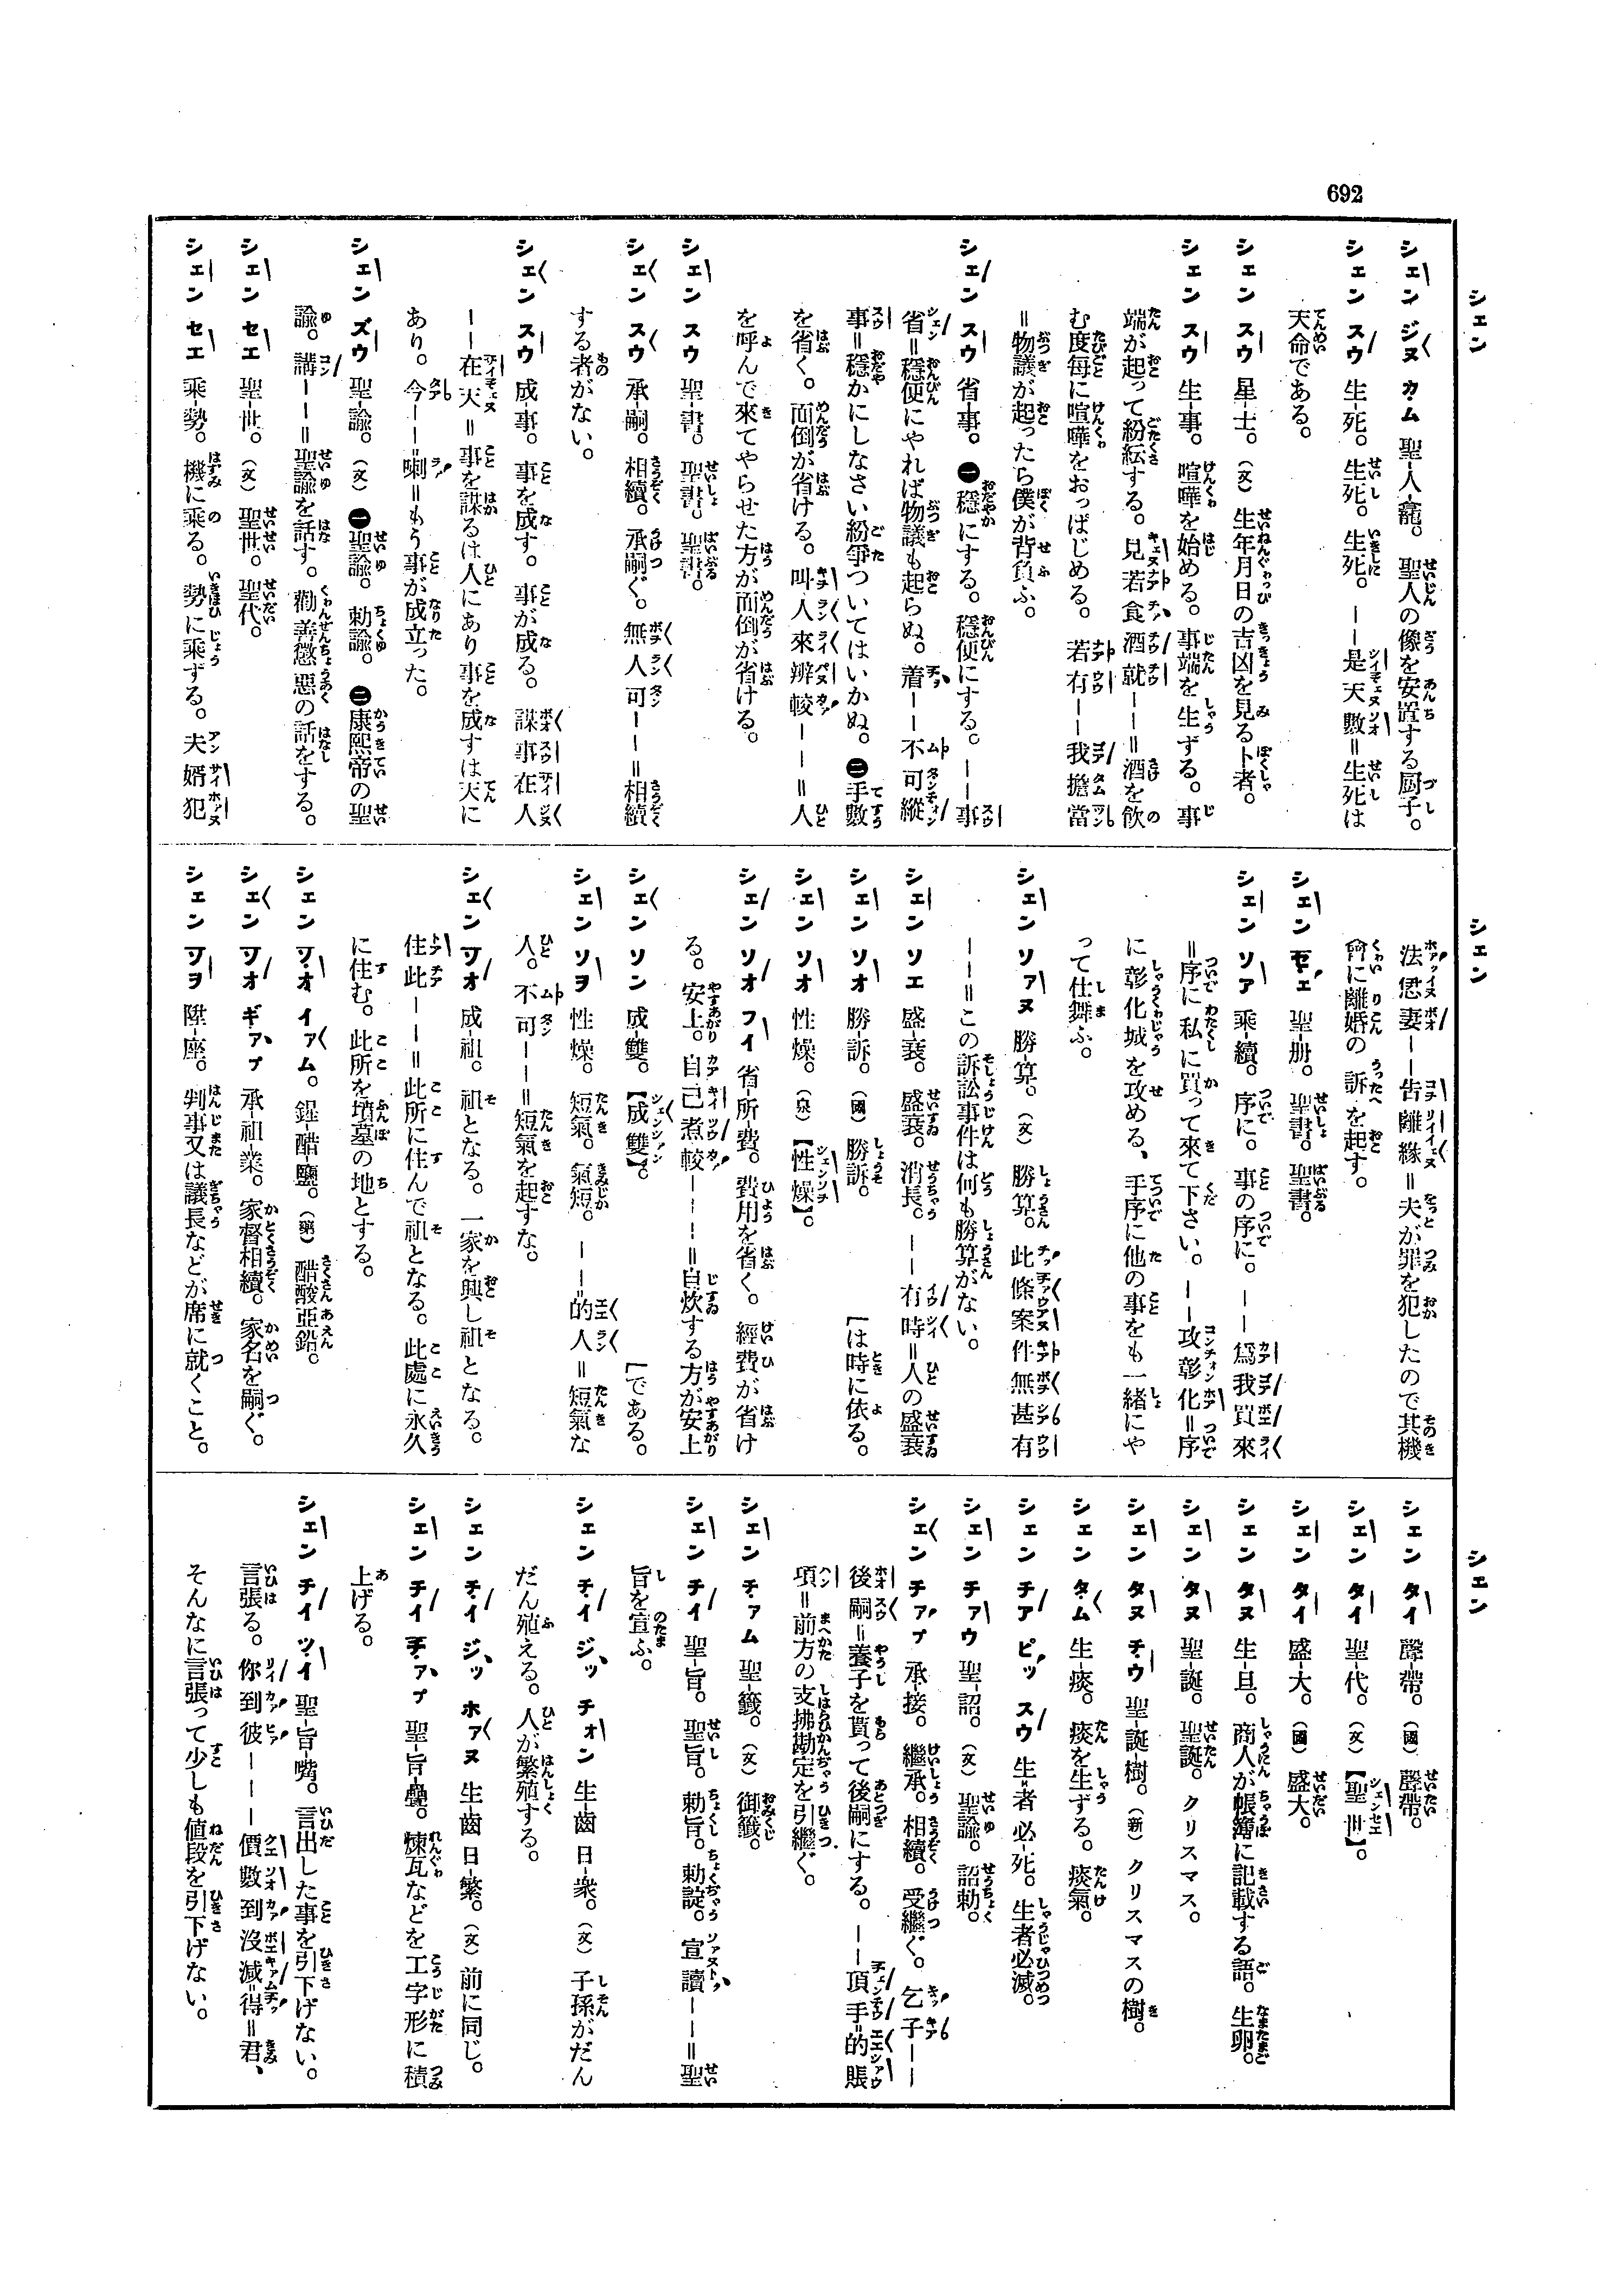 692
シェン
シェン ジヌ カム 聖-人-龕。 聖人の像を安置する厨子。
シェン スウ 生-死。 生死。生死。——是天數=生死は
天命である。
シェン スウ 星-士。(文)生年月日の吉凶を見る卜者。
シェン スウ 生-事。 喧嘩を始める。事端を生ずる。事
端が起って紛紜する。見若食酒就——=酒を飲
む度每に喧嘩をおっぱじめる。若有——我擔當
=物議が起ったら僕が背負ふ。
シェン スウ 省-事。 ㊀穩にする。穩便にする。——事
省=穩便にやれば物議も起らぬ。着——不可縱
事=穩かにしなさい紛爭ついてはいかぬ。㊁手數
を省く。面倒が省ける。叫人來辨較——=人
を呼んで來てやらせた方が面倒が省ける。
シェン スウ 聖-書。 聖書。聖書。
シェン スウ 承-嗣。 相續。承嗣ぐ。無人可——=相續
する者がない。
シェン スウ 成-事。 事を成す。事が成る。謀事在人
——在天=事を謀るは人にあり事を成すは天に
あり。今——喇=もう事が成立った。
シェン ズウ 聖-諭。(文)㊀聖諭。勅諭。㊁康熙帝の聖
諭。講——=聖諭を話す。勸善懲惡の話をする。
シェン セエ 聖-世。(文)聖世。聖代。
シェン セエ 乘-勢。 機に乘る。勢に乘ずる。夫婿犯
シェン
法愆妻—告離緣=夫が罪を犯したので其機
會に離婚の訴を起す。
シェン 聖-册。 聖書。聖書。
シェン ソア 乘-續。 序に。事の序に。——爲我買來
=序に私に買って來て下さい。——攻彰化=序
に彰化城を攻める、手序に他の事をも一緒にや
って仕舞ふ。
シェン ソァヌ 勝-算。(文)勝算。此條案件無甚有
——=この訴訟事件は何も勝算がない。
シェン ソエ 盛-衰。 盛衰。消長。——有時=人の盛衰
[は時に依る。
シェン ソオ 勝-訴。(國)勝訴。
シェン ソオ 性-燥。(泉)【性燥】。
シェン ソオ フイ 省-所-費。 費用を省く。經費が省け
る。安上。自己煮較———=自炊する方が安上
[である。
シェン ソン 成-雙。【成雙】。
シェン ソヲ 性-燥。 短氣。氣短。——的人=短氣な
人。不可——=短氣を起すな。
シェン ツオ 成-祖。 祖となる。一家を興し祖となる。
住此——=此所に住んで祖となる。此處に永久
に住む。此所を墳墓の地とする。
シェン ツオ イァム。 鋅-醋-鹽。(藥)醋酸亞鉛。
シェン ツオ ギァプ 承-祖-業。 家督相續。家名を嗣ぐ。
シェン ツヲ 陞-座。 判事又は議長などが席に就くこと。
シェン
シェン タイ 聲-帶。(國)聲帶。
シェン タイ 聖-代。(文)【聖世】。
シェン タイ 盛-大。(國)盛大。
シェン タヌ 生-旦。 商人が帳簿に記載する語。生卵。
シェン タヌ 聖-誕。 聖誕。クリスマス。
シェン タヌ チウ 聖-誕-樹。(新)クリスマスの樹。
シェン タム 生-痰。 痰を生ずる。痰氣。
シェン チア ピッ スウ 生-者 必-死。 生者必滅。
シェン チァウ 聖-詔。(文)聖諭。詔勅。
シェン チァプ 承-接。 繼承。相續。受繼ぐ。乞子——
後嗣=養子を貰って後嗣にする。——頂手的賬
項=前方の支拂勘定を引繼ぐ。
シェン チァム 聖-籤。(文)御籤。
シェン チイ 聖-旨。 聖旨。勅旨。勅諚。宣讀——=聖
旨を宣ふ。
シェン チイ ジッ チォン 生-齒 日-衆。(文)子孫がだん
だん殖える。人が繁殖する。
シェン チイ ジッ ホァヌ 生-齒 日-繁。(文)前に同じ。
シェン チイ チァプ 聖-旨-疊。 煉瓦などを工字形に積
上げる。
シェン チイ ツイ 聖-旨-嘴。 言出した事を引下げない。
言張る。你到彼———價數到沒減得=君、
そんなに言張って少しも値段を引下げない。